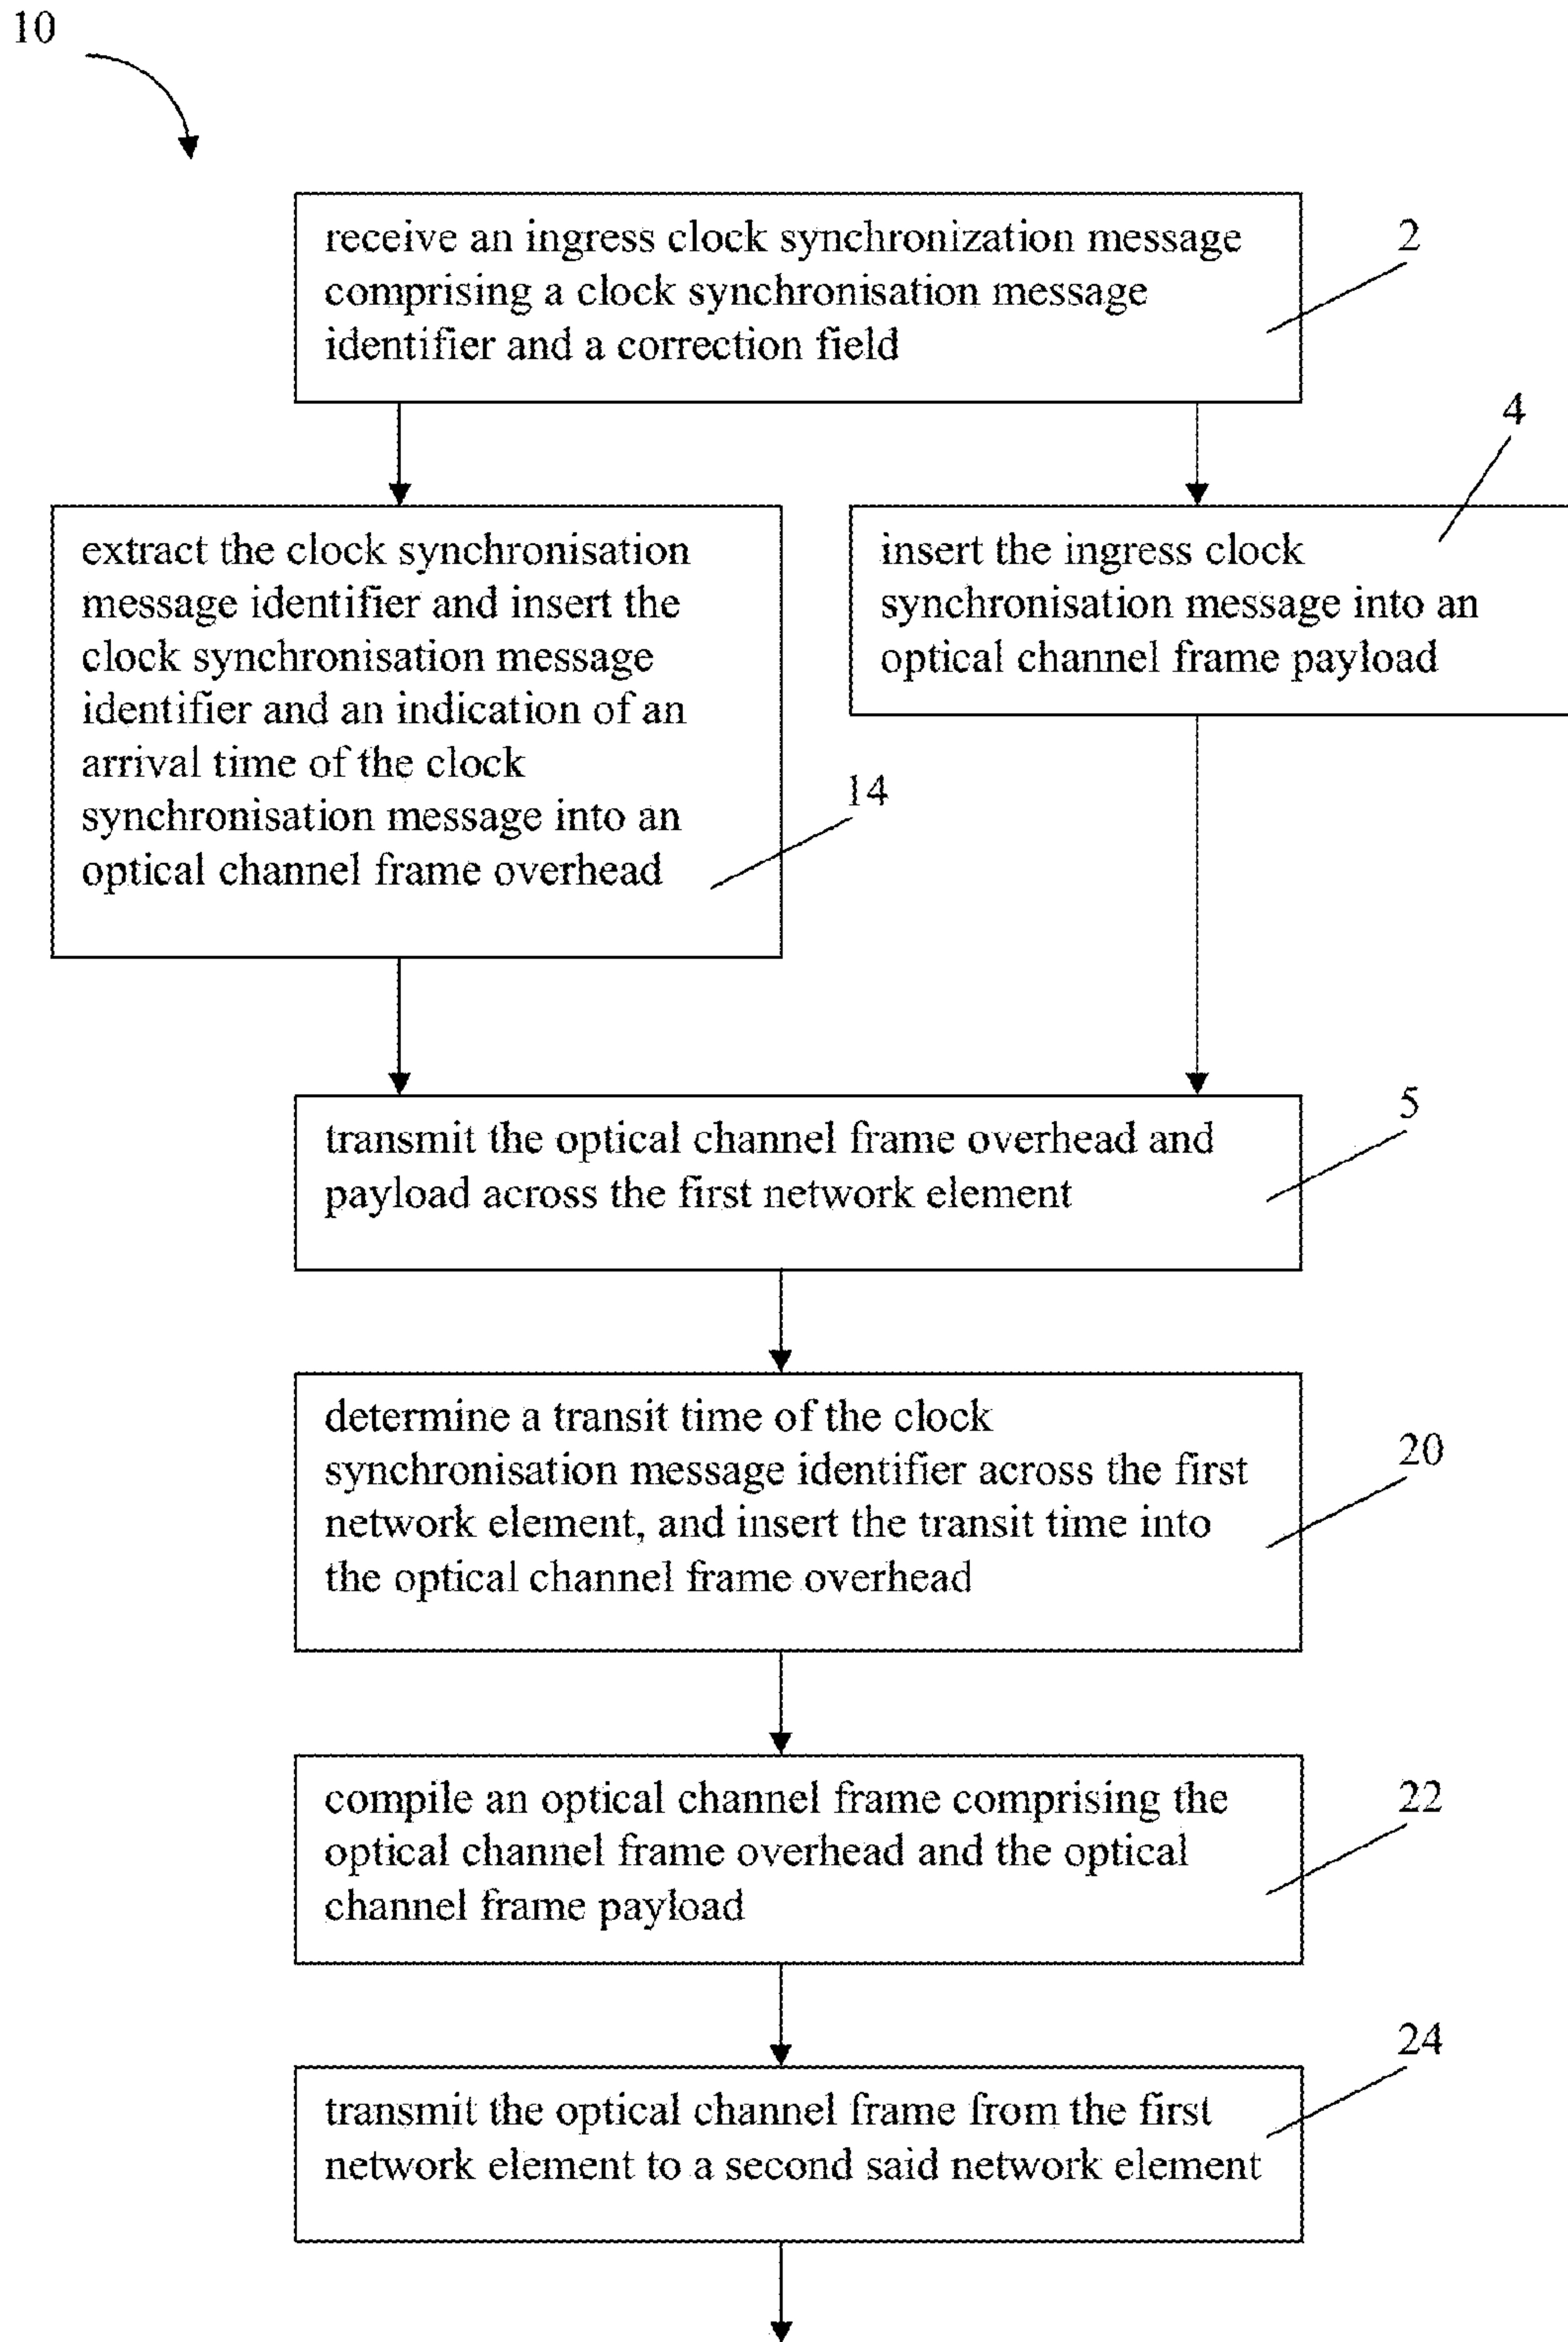 10
receive an ingress clock synchronization message
comprising a clock synchronisation message
identifier and a correction field
2
4
extract the clock synchronisation
message identifier and insert the
clock synchronisation message
identifier and an indication of an
arrival time of the clock
synchronisation message into an
optical channel frame overhead
14
insert the ingress clock
synchronisation message into an
optical channel frame payload
transmit the optical channel frame overhead and
payload across the first network element
5
determine a transit time of the clock
synchronisation message identifier across the first
network element, and insert the transit time into
the optical channel frame overhead
20
compile an optical channel frame comprising the
optical channel frame overhead and the optical
channel frame payload
22
transmit the optical channel frame from the first
network element to a second said network element
24